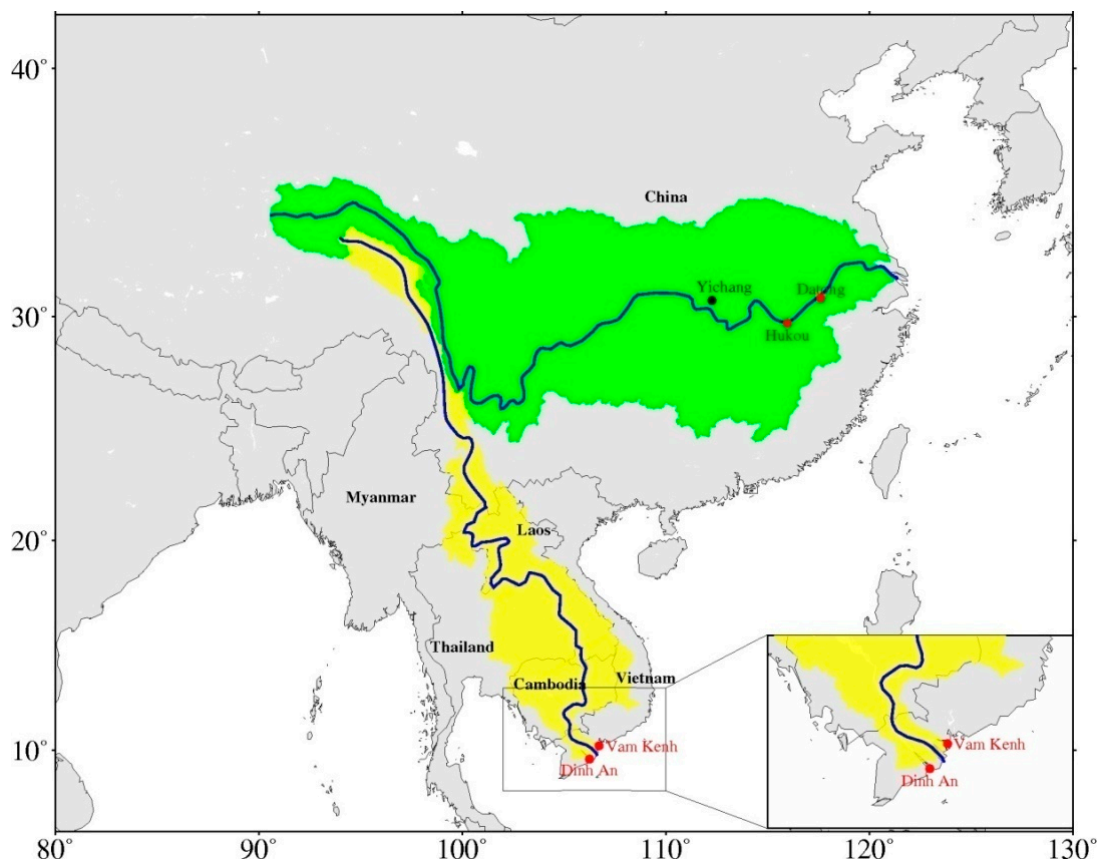 40°
China
Yichang
Datong
30°
Hukou
Myanmar
Laos
20°
Thailand
Cambodia
Vietnam
10°
Vam Kenh
Dinh An
Vam Kenh
Dinh An
80°
90°
100°
110°
120°
130°